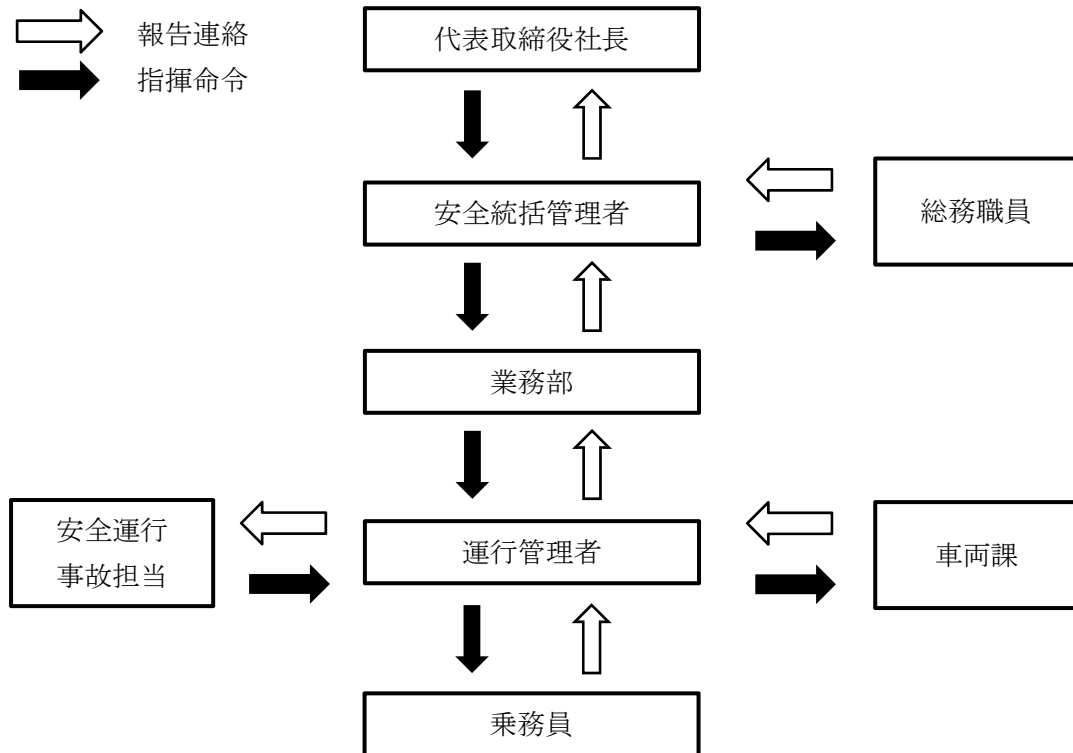 報告連絡
指揮命令
代表取締役社長
安全統括管理者
総務職員
業務部
安全運行
事故担当
運行管理者
車両課
乗務員